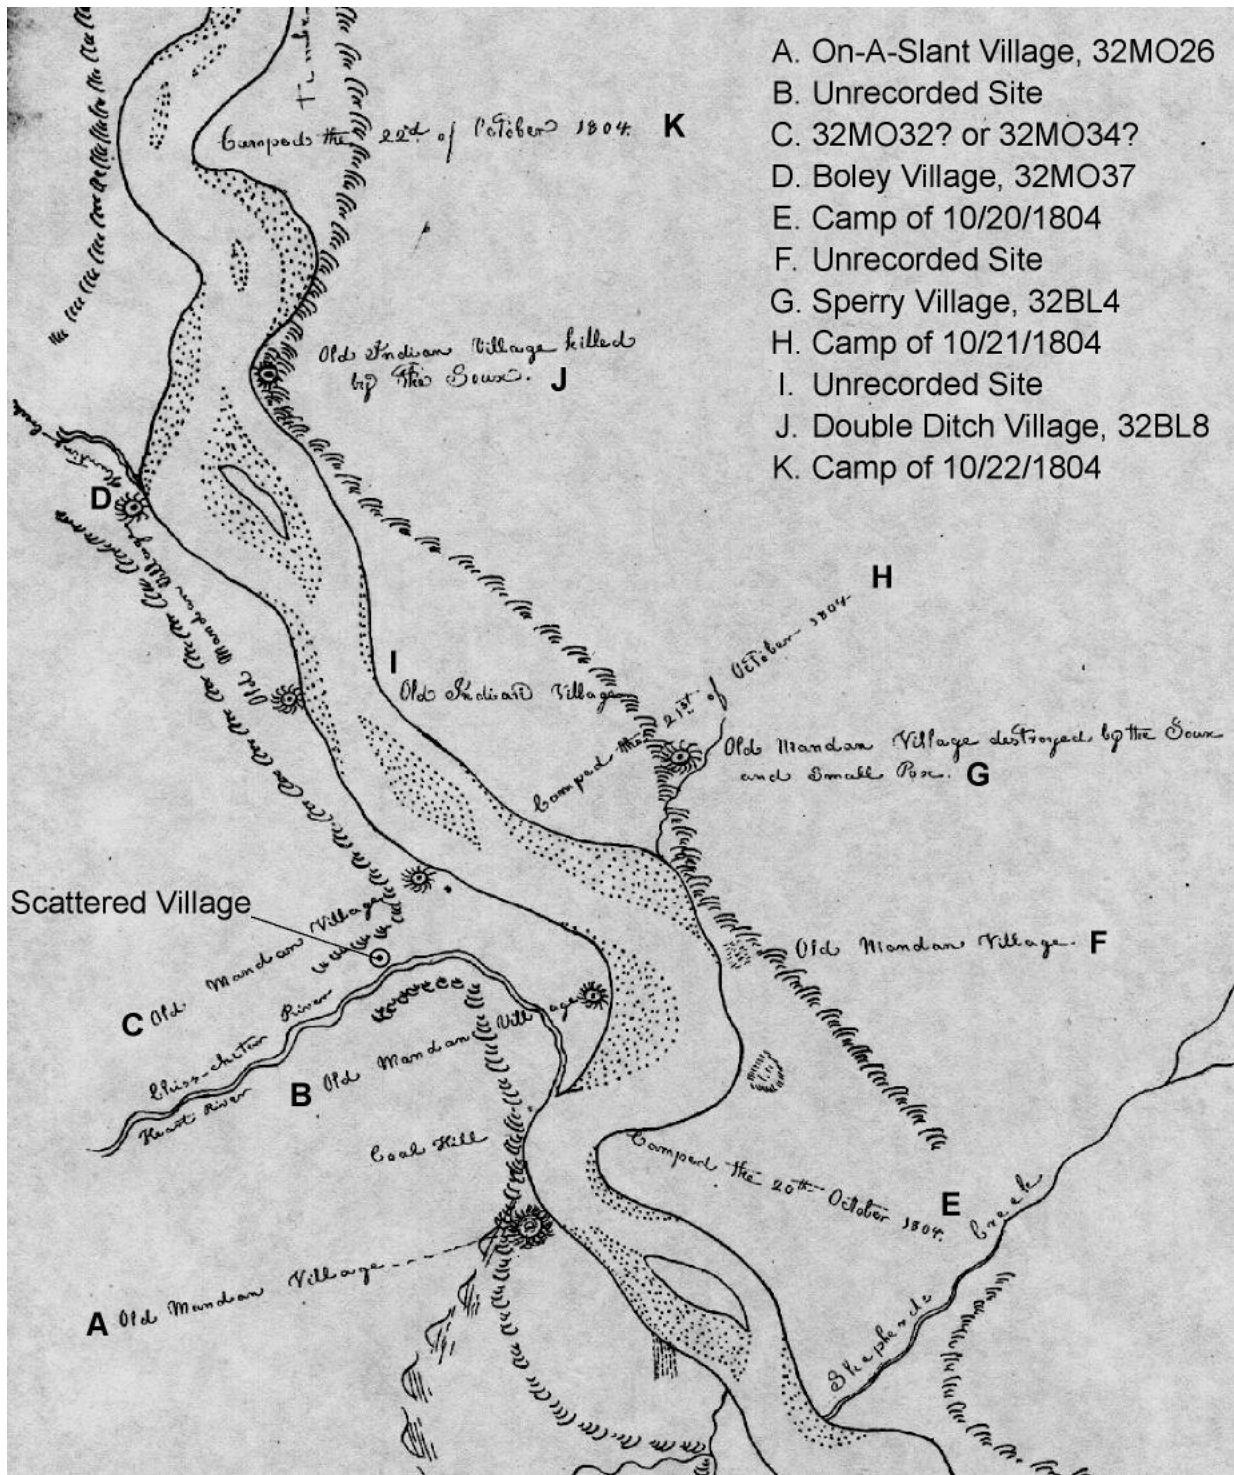 A. On-A-Slant Village, 32MO26
B. Unrecorded Site
C. 32MO32? or 32MO34?
D. Boley Village, 32MO37
E. Camp of 10/20/1804
F. Unrecorded Site
G. Sperry Village, 32BL4
H. Camp of 10/21/1804
I. Unrecorded Site
J. Double Ditch Village, 32BL8
K. Camp of 10/22/1804
Camped the 22nd of October 1804. K
Old Indian Village killed
by the Soux. J
D
Old Mandan Village
H
Camped the 21st of October 1804
I
Old Indian Village
Old Mandan Village destroyed by the Soux
and Small Pox. G
Scattered Village
C Old Mandan Village
Old Mandan Village. F
River
Heart River
B Old Mandan Village
Coal Hill
Camped the 20th October 1804. E
Shepherds Creek
A Old Mandan Village